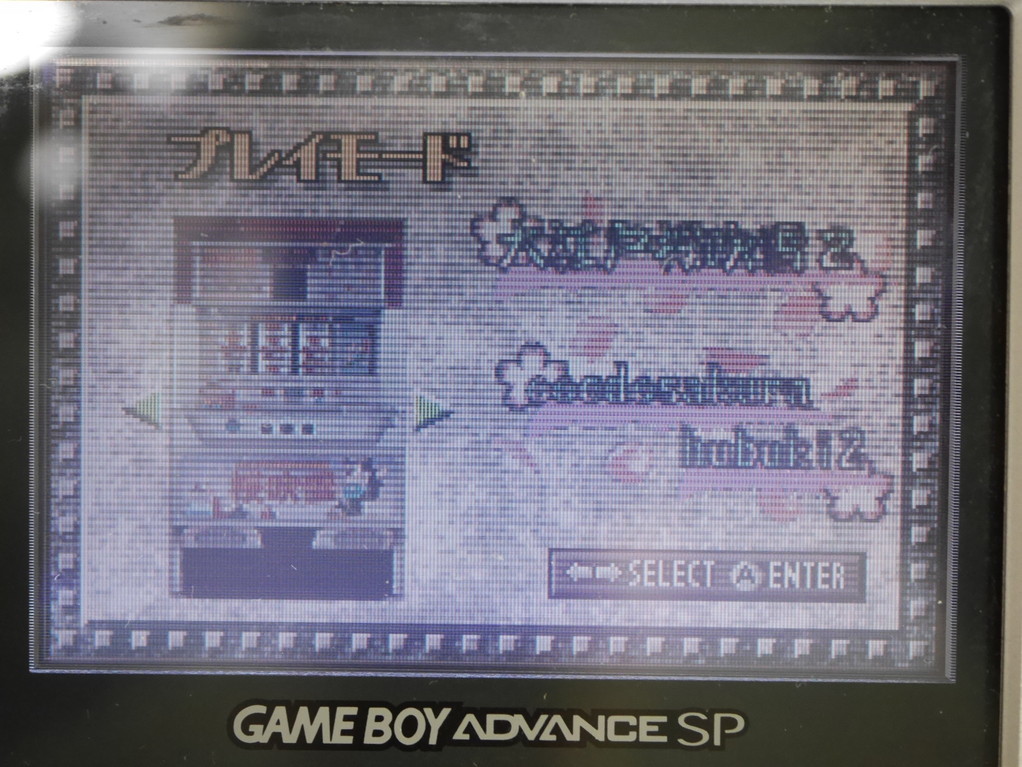 プレイモード
大江戸桜吹雪2
ooedosakura
hubuki2
←→SELECT Ⓐ ENTER
GAME BOY ADVANCE SP